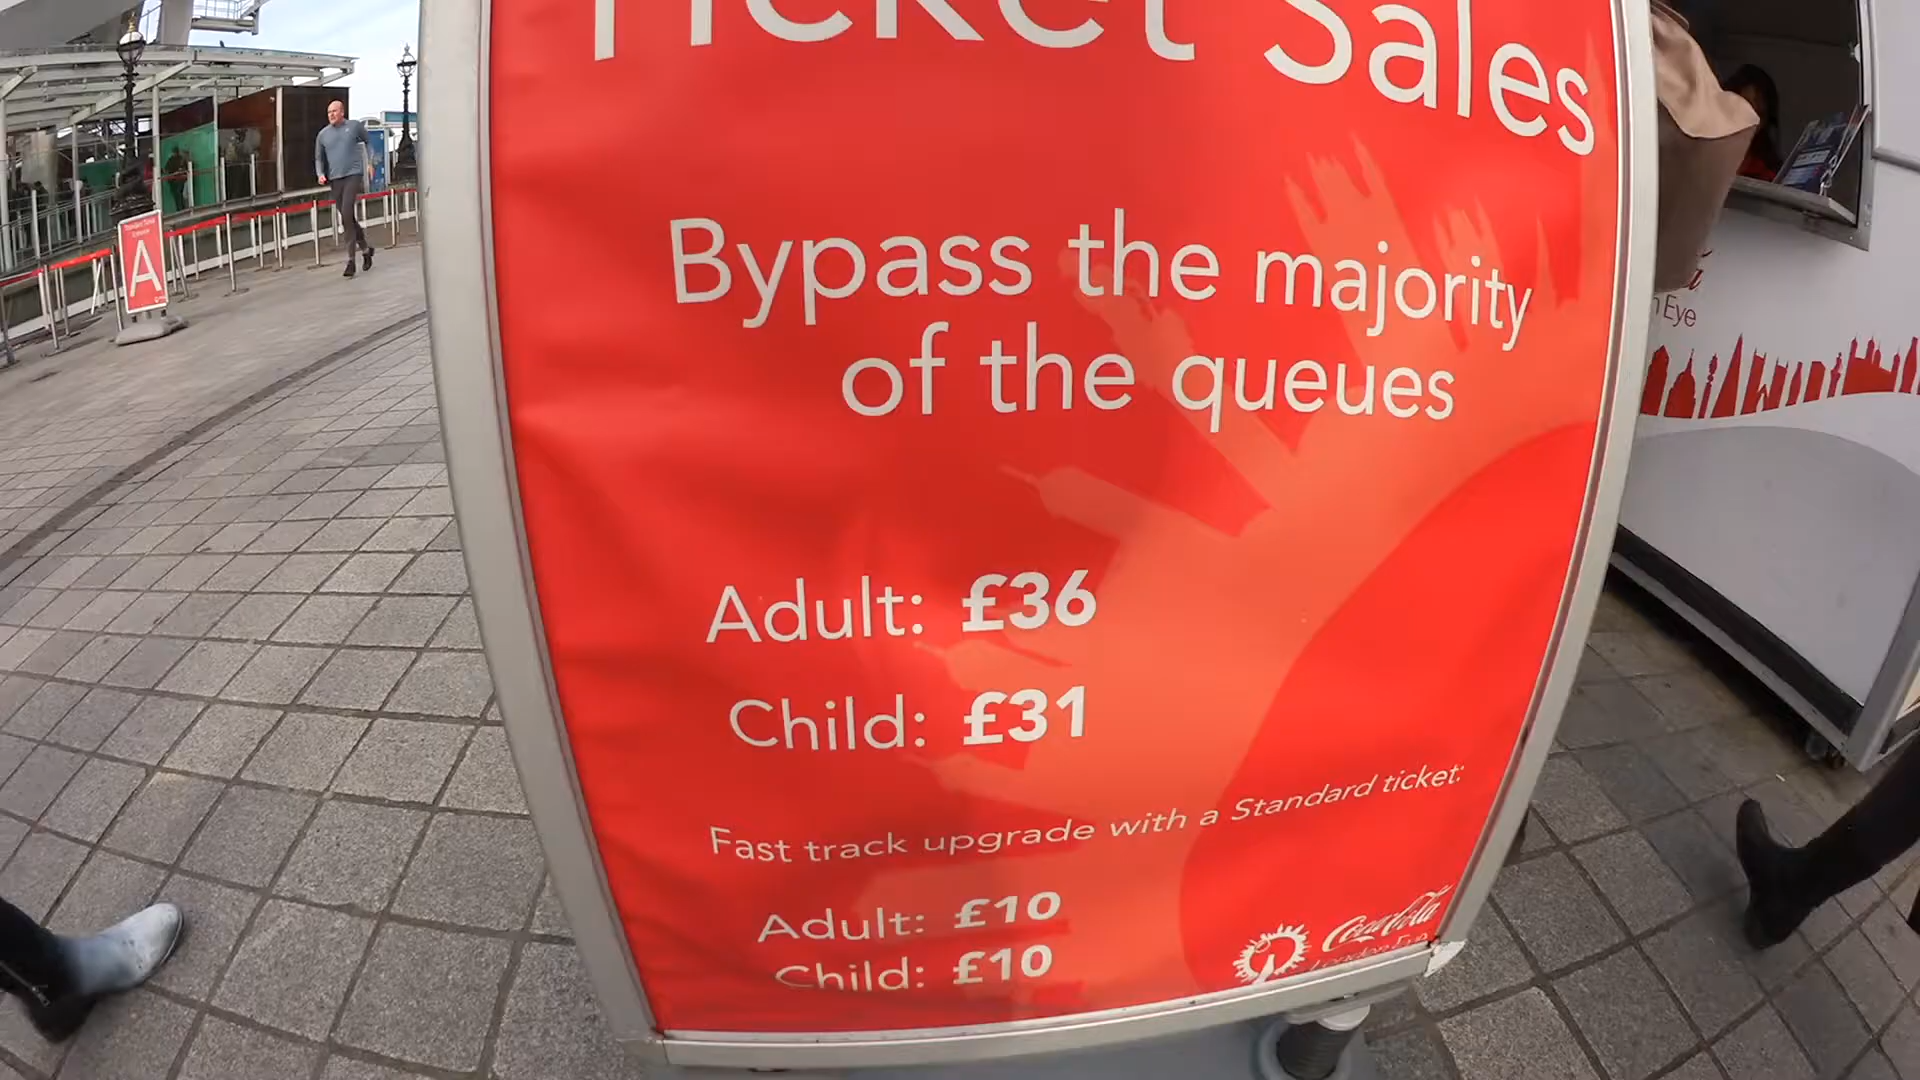 Ticket Sales
Bypass the majority
of the queues
Adult: £36
Child: £31
Fast track upgrade with a Standard ticket:
Adult: £10
Child: £10
Coca-Cola
London Eye
A
Eye